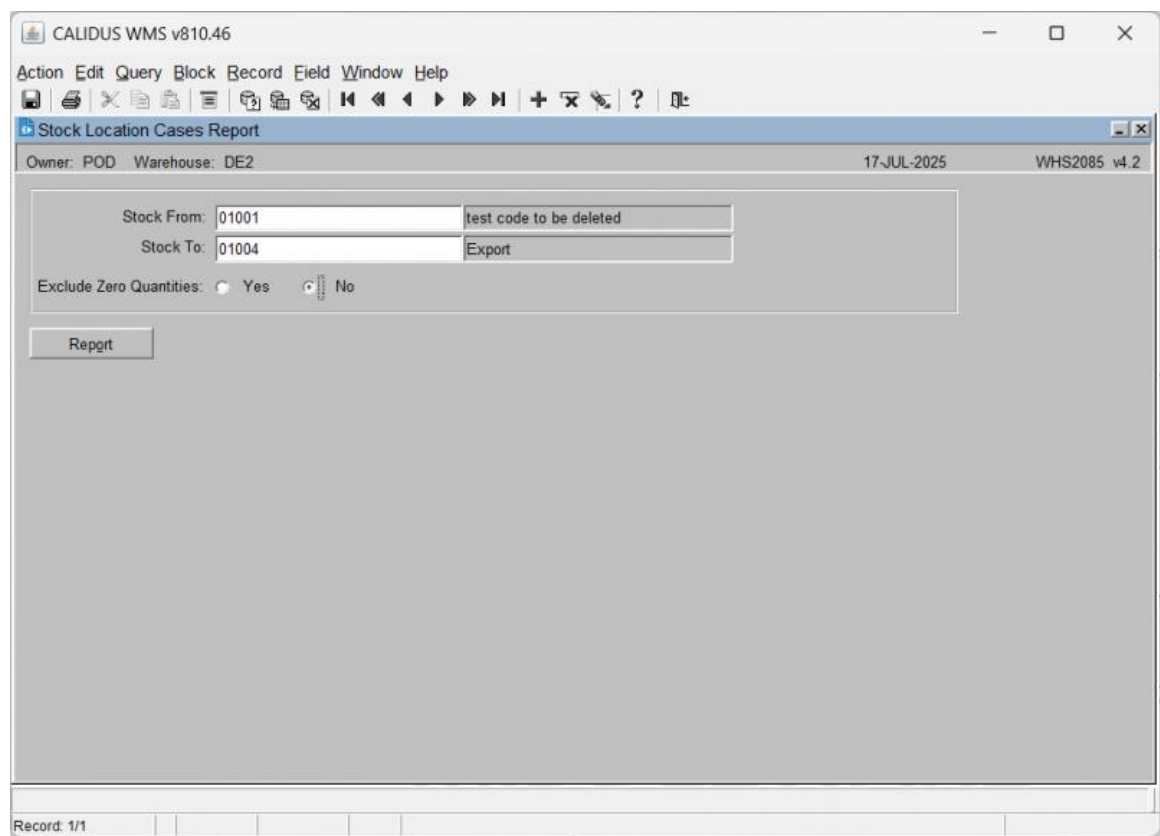 CALIDUS WMS v810.46
Action Edit Query Block Record Field Window Help
Stock Location Cases Report
Owner: POD Warehouse: DE2 17-JUL-2025 WHS2085 v4.2
Stock From: 01001 test code to be deleted
Stock To: 01004 Export
Exclude Zero Quantities: Yes No
Report
Record: 1/1